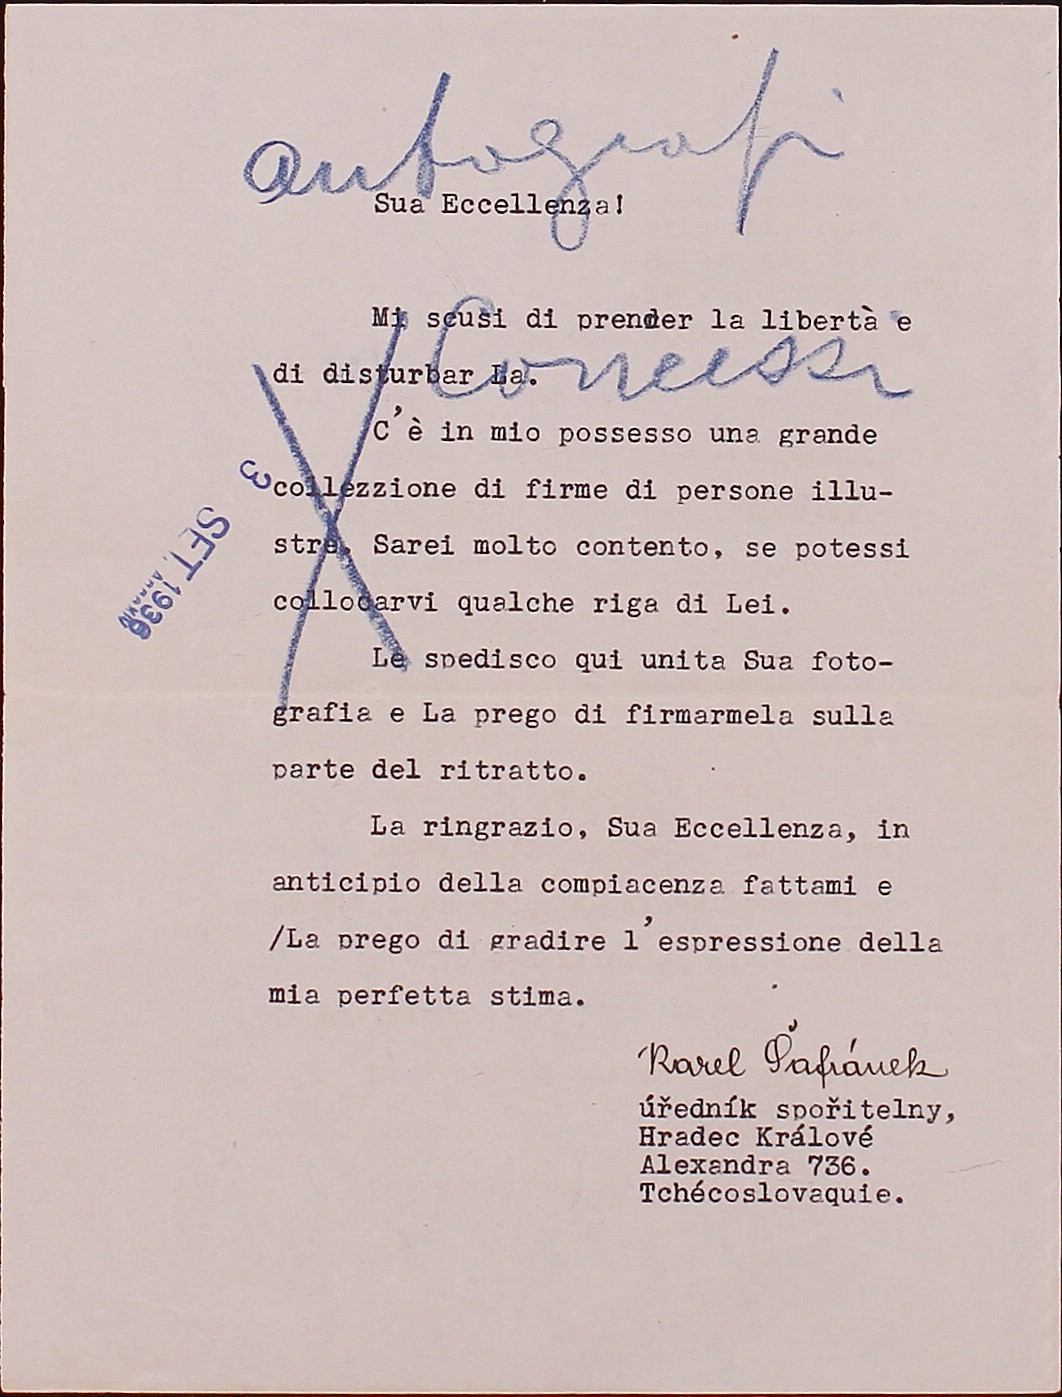 autografi
Sua Eccellenza!
Mi scusi di prender la libertà e
Concessi
di disturbar La.
C'è in mio possesso una grande
collezzione di firme di persone illu-
stre. Sarei molto contento, se potessi
collocarvi qualche riga di Lei.
3 SET. 1936
Le spedisco qui unita Sua foto-
grafia e La prego di firmarmela sulla
parte del ritratto.
La ringrazio, Sua Eccellenza, in
anticipio della compiacenza fattami e
/La prego di gradire l'espressione della
mia perfetta stima.
Karel Šafránek
úředník spořitelny,
Hradec Králové
Alexandra 736.
Tchécoslovaquie.